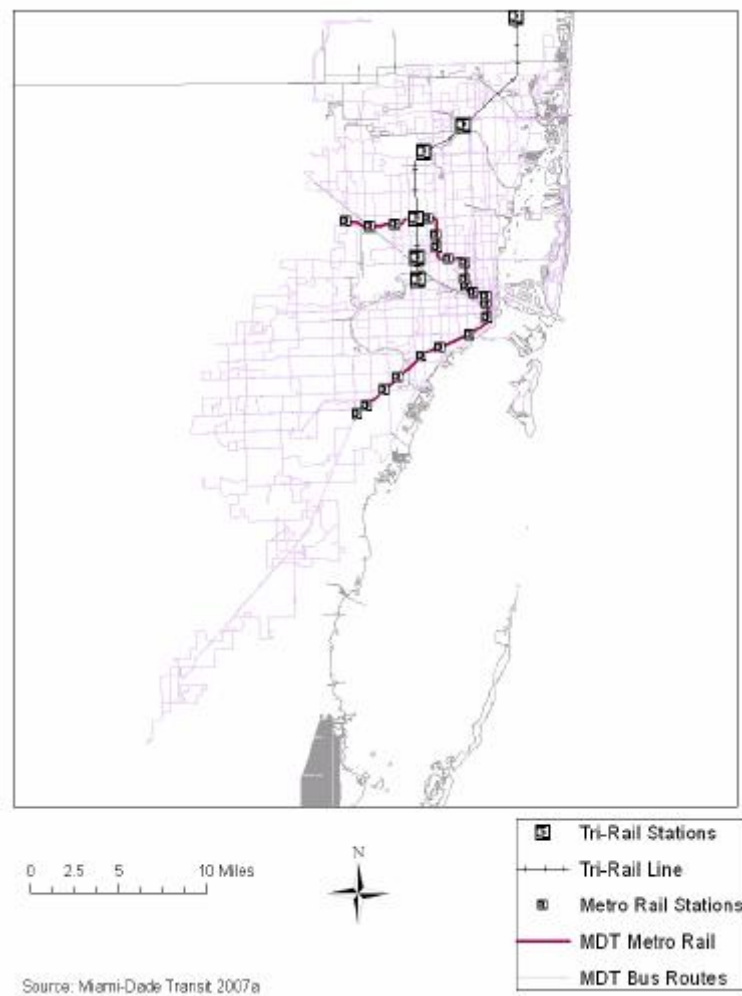 0 2.5 5 10 Miles
N
Tri-Rail Stations
Tri-Rail Line
Metro Rail Stations
MDT Metro Rail
MDT Bus Routes
Source: Miami-Dade Transit 2007a